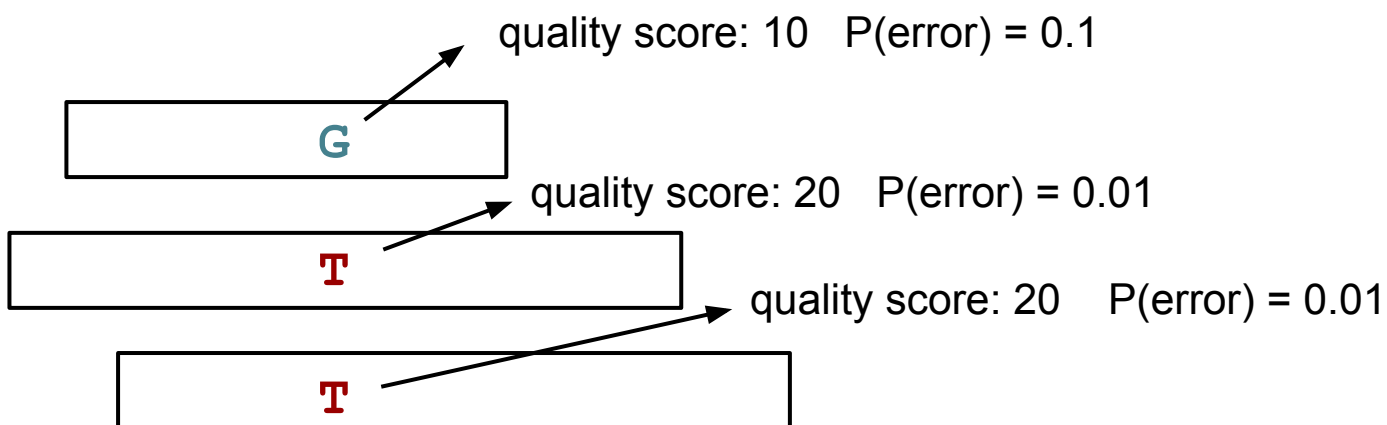 quality score: 10 P(error) = 0.1
G
quality score: 20 P(error) = 0.01
T
quality score: 20 P(error) = 0.01
T